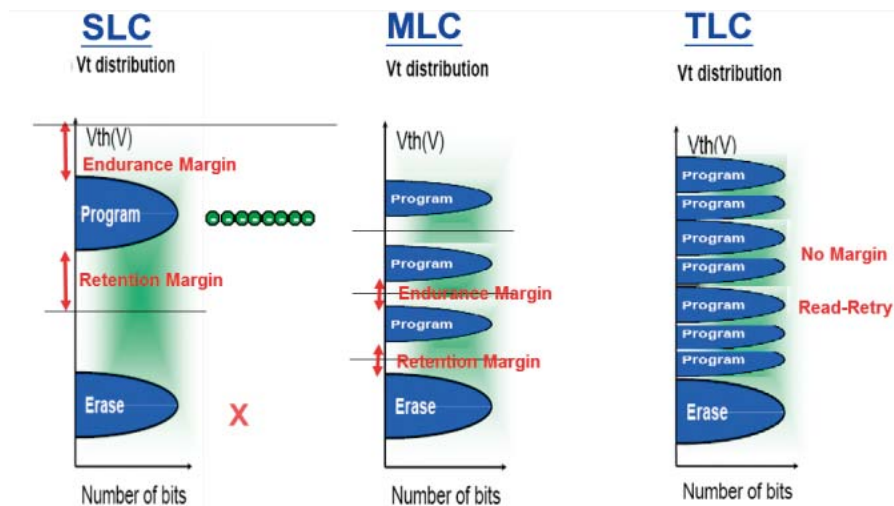 SLC
Vt distribution
Vth(V)
Endurance Margin
Program
Retention Margin
Erase
X
Number of bits
MLC
Vt distribution
Vth(V)
Program
Program
Endurance Margin
Program
Retention Margin
Erase
Number of bits
TLC
Vt distribution
Vth(V)
Program
Program
Program
No Margin
Program
Program
Read-Retry
Program
Program
Erase
Number of bits